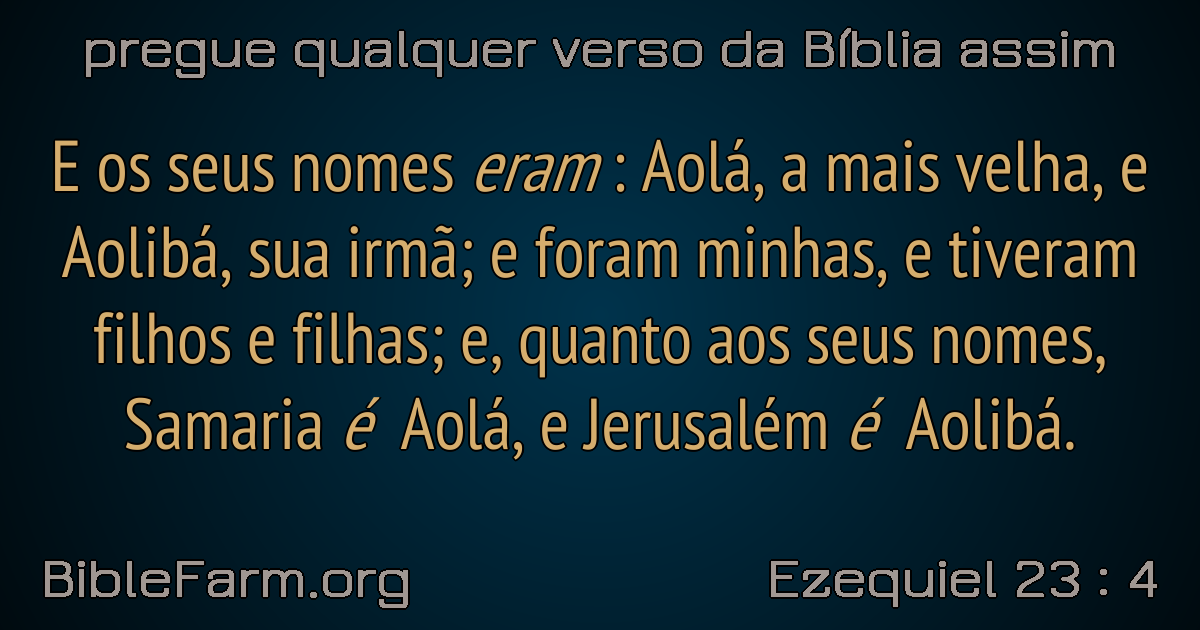 pregue qualquer verso da Bíblia assim
E os seus nomes eram : Aolá, a mais velha, e
Aolibá, sua irmã; e foram minhas, e tiveram
filhos e filhas; e, quanto aos seus nomes,
Samaria é Aolá, e Jerusalém é Aolibá.
BibleFarm.org
Ezequiel 23 : 4